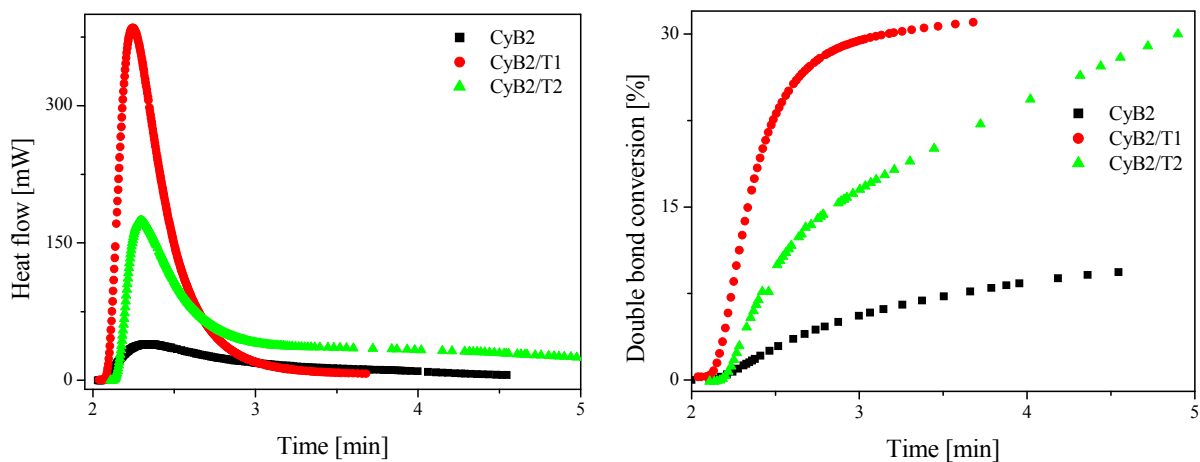 Heat flow [mW]
300
150
0
2
3
4
5
Time [min]
CyB2
CyB2/T1
CyB2/T2
Double bond conversion [%]
30
15
0
2
3
4
5
Time [min]
CyB2
CyB2/T1
CyB2/T2